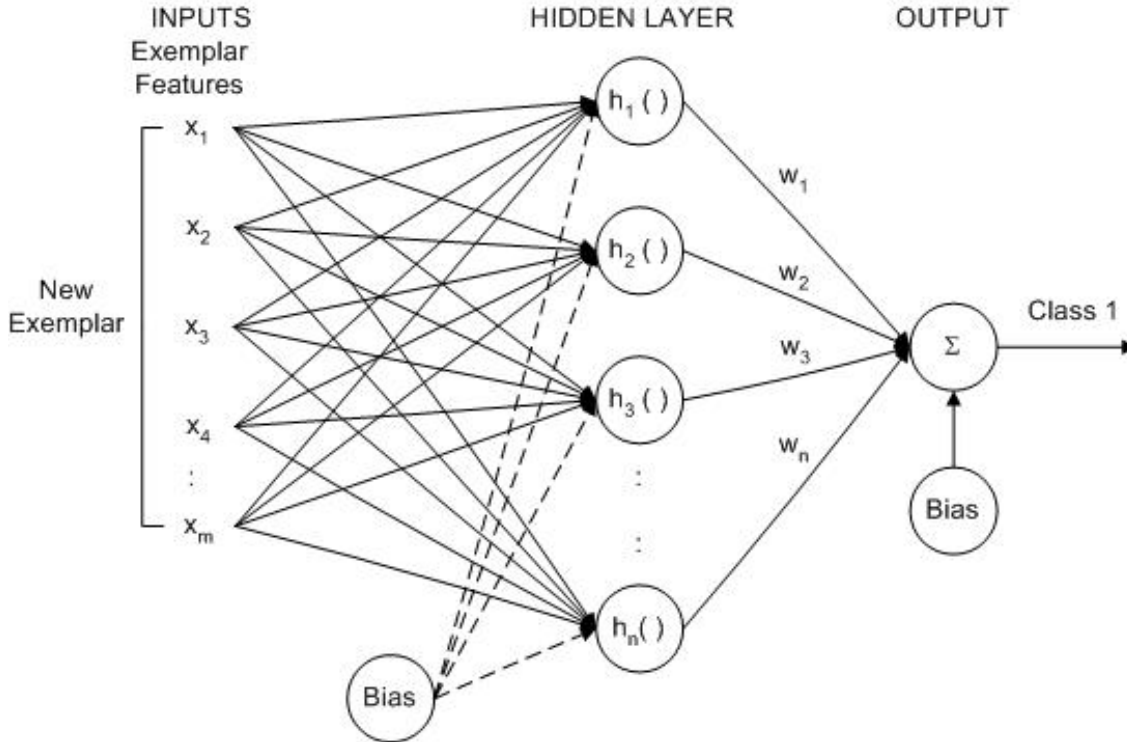 INPUTS
Exemplar
Features
HIDDEN LAYER
OUTPUT
New
Exemplar
x₁
x₂
x₃
x₄
:
xₘ
Bias
h₁ ( )
h₂ ( )
h₃ ( )
:
:
hₙ( )
w₁
w₂
w₃
wₙ
Σ
Bias
Class 1